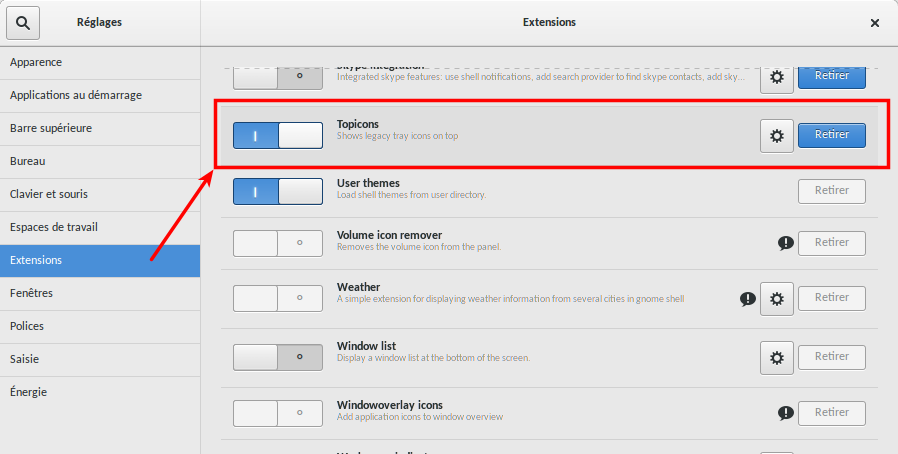 Réglages
Extensions
Apparence
Applications au démarrage
Barre supérieure
Bureau
Clavier et souris
Espaces de travail
Extensions
Fenêtres
Polices
Saisie
Énergie
Skype integration
Integrated skype features: use shell notifications, add search provider to find skype contacts, add sky...
Retirer
Topicons
Shows legacy tray icons on top
Retirer
User themes
Load shell themes from user directory.
Retirer
Volume icon remover
Removes the volume icon from the panel.
Retirer
Weather
A simple extension for displaying weather information from several cities in gnome shell
Retirer
Window list
Display a window list at the bottom of the screen.
Retirer
Windowoverlay icons
Add application icons to window overview
Retirer